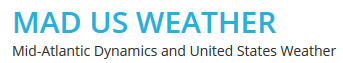 MAD US WEATHER
Mid-Atlantic Dynamics and United States Weather